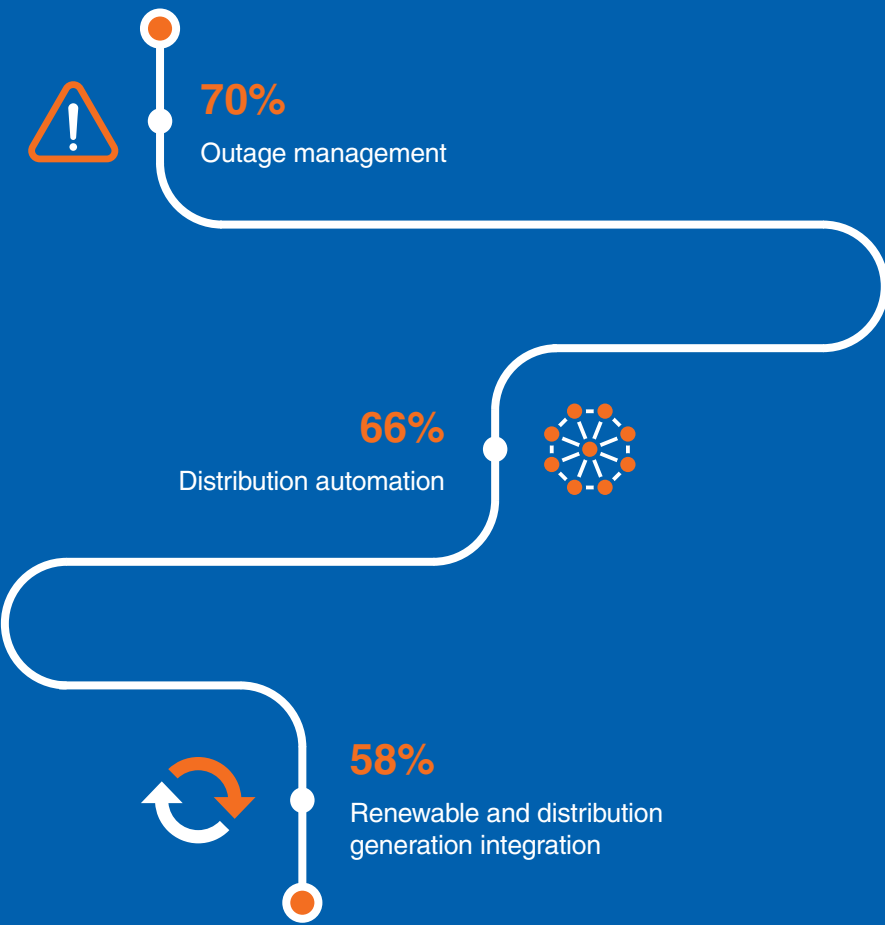 70%
Outage management
66%
Distribution automation
58%
Renewable and distribution
generation integration